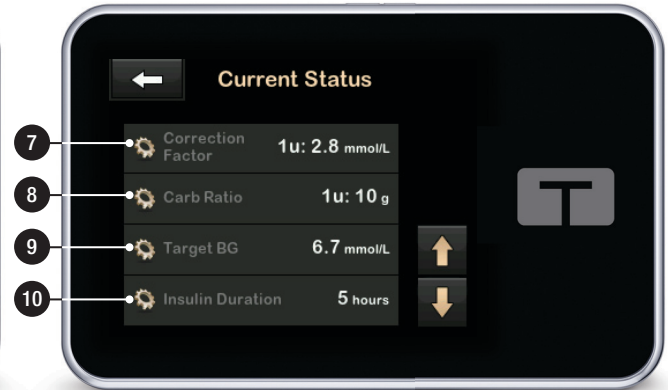 Current Status
7
Correction
Factor
1u: 2.8 mmol/L
8
Carb Ratio
1u: 10 g
9
Target BG
6.7 mmol/L
10
Insulin Duration
5 hours